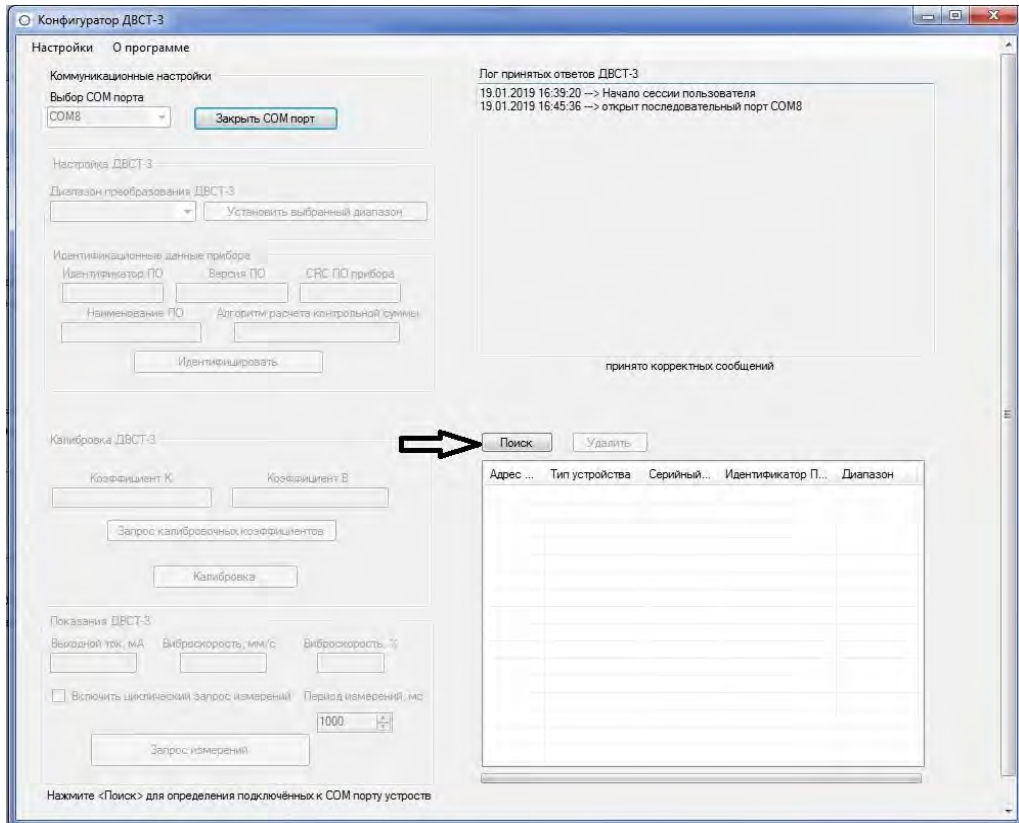 Конфигуратор ДВСТ-3
Настройки О программе
Коммуникационные настройки
Выбор COM порта
COM8
Закрыть COM порт
Настройка ДВСТ-3
Диапазон преобразования ДВСТ-3
Установить выбранный диапазон
Идентификационные данные прибора
Идентификатор ПО Версия ПО CRC ПО прибора
Наименование ПО Алгоритм расчета контрольной суммы
Идентифицировать
Калибровка ДВСТ-3
Коэффициент K Коэффициент B
Запрос калибровочных коэффициентов
Калибровка
Показания ДВСТ-3
Выходной ток, мА Виброскорость, мм/с Виброскорость, %
Включить циклический запрос измерений Период измерений, мс
1000
Запрос измерений
Нажмите <Поиск> для определения подключённых к COM порту устроств
Лог принятых ответов ДВСТ-3
19.01.2019 16:39:20 --> Начало сессии пользователя
19.01.2019 16:45:36 --> открыт последовательный порт COM8
принято корректных сообщений
Поиск Удалить
Адрес ... Тип устройства Серийный... Идентификатор П... Диапазон